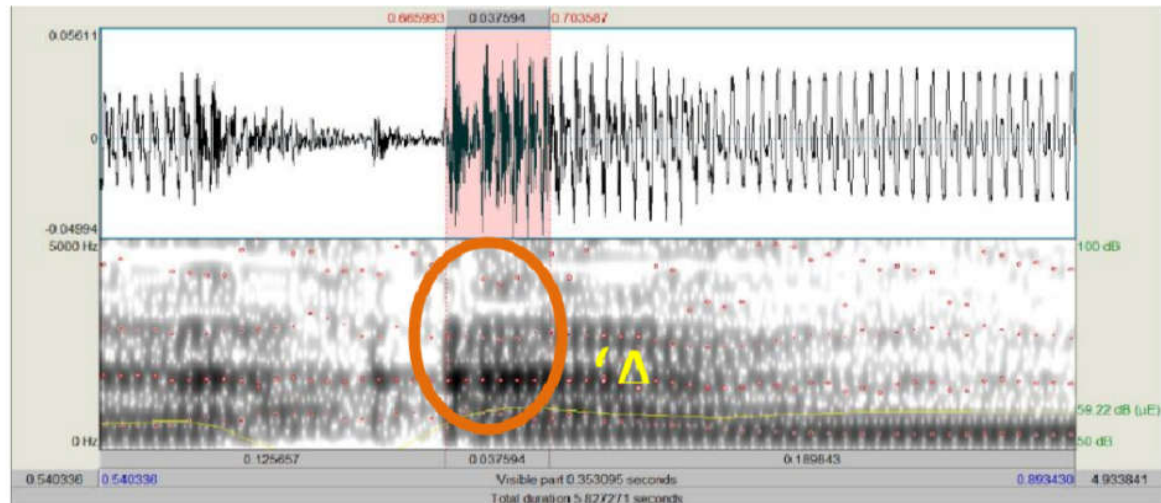 0.665993 0.037594 0.703587
0.05611
0
-0.04994
5000 Hz 100 dB
‘Δ
59.22 dB (µE)
0 Hz 50 dB
0.125657 0.037594 0.189843
0.540336 0.540336 Visible part 0.353095 seconds 0.893430 4.933841
Total duration 5.827271 seconds